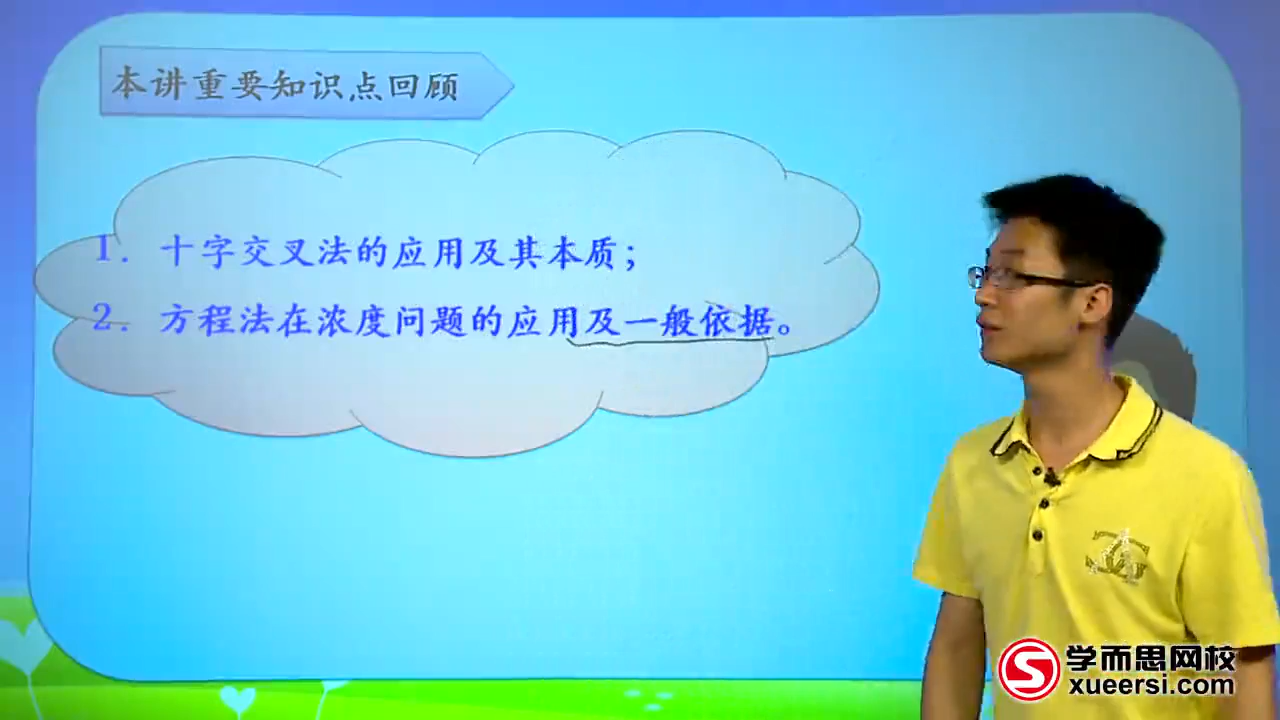 本讲重要知识点回顾
1. 十字交叉法的应用及其本质；
2. 方程法在浓度问题的应用及一般依据。
学而思网校
xueersi.com